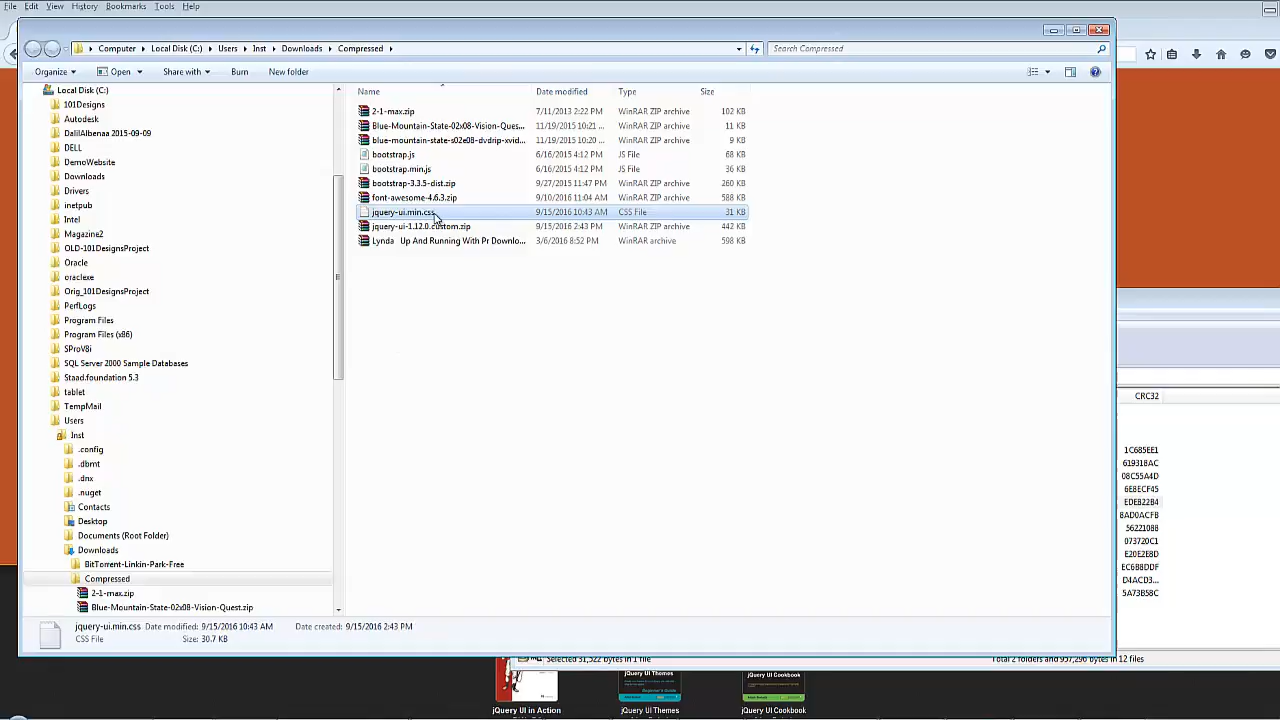 File Edit View History Bookmarks Tools Help
Computer Local Disk (C:) Users Inst Downloads Compressed
Search Compressed
Organize Open Share with Burn New folder
Local Disk (C:)
101Designs
Autodesk
DalilAlbenaa 2015-09-09
DELL
DemoWebsite
Downloads
Drivers
inetpub
Intel
Magazine2
OLD-101DesignsProject
Oracle
oraclexe
Orig_101DesignsProject
PerfLogs
Program Files
Program Files (x86)
SProV8i
SQL Server 2000 Sample Databases
Staad.foundation 5.3
tablet
TempMail
Users
Inst
.config
.dbmt
.dnx
.nuget
Contacts
Desktop
Documents (Root Folder)
Downloads
BitTorrent-Linkin-Park-Free
Compressed
2-1-max.zip
Blue-Mountain-State-02x08-Vision-Quest.zip
Name Date modified Type Size
2-1-max.zip 7/11/2013 2:22 PM WinRAR ZIP archive 102 KB
Blue-Mountain-State-02x08-Vision-Ques... 11/19/2015 10:21 ... WinRAR ZIP archive 11 KB
blue-mountain-state-s02e08-dvdrip-xvid... 11/19/2015 10:20 ... WinRAR ZIP archive 9 KB
bootstrap.js 6/16/2015 4:12 PM JS File 68 KB
bootstrap.min.js 6/16/2015 4:12 PM JS File 36 KB
bootstrap-3.3.5-dist.zip 9/27/2015 11:47 PM WinRAR ZIP archive 260 KB
font-awesome-4.6.3.zip 9/10/2016 11:04 AM WinRAR ZIP archive 588 KB
jquery-ui.min.css 9/15/2016 10:43 AM CSS File 31 KB
jquery-ui-1.12.0.custom.zip 9/15/2016 2:43 PM WinRAR ZIP archive 442 KB
Lynda Up And Running With Pr Downlo... 3/6/2016 8:52 PM WinRAR archive 598 KB
CRC32
1C685EE1
619318AC
08C55A4D
6E8ECF45
EDEB22B4
8AD0ACFB
56221088
073720C1
E20E2E8D
EC6B8DDF
D4ACD3...
5A73B58C
jquery-ui.min.css Date modified: 9/15/2016 10:43 AM Date created: 9/15/2016 2:43 PM
CSS File Size: 30.7 KB
Selected 31,522 bytes in 1 file Total 2 folders and 957,296 bytes in 12 files
jQuery UI Themes
jQuery UI Cookbook
jQuery UI in Action jQuery UI Themes jQuery UI Cookbook